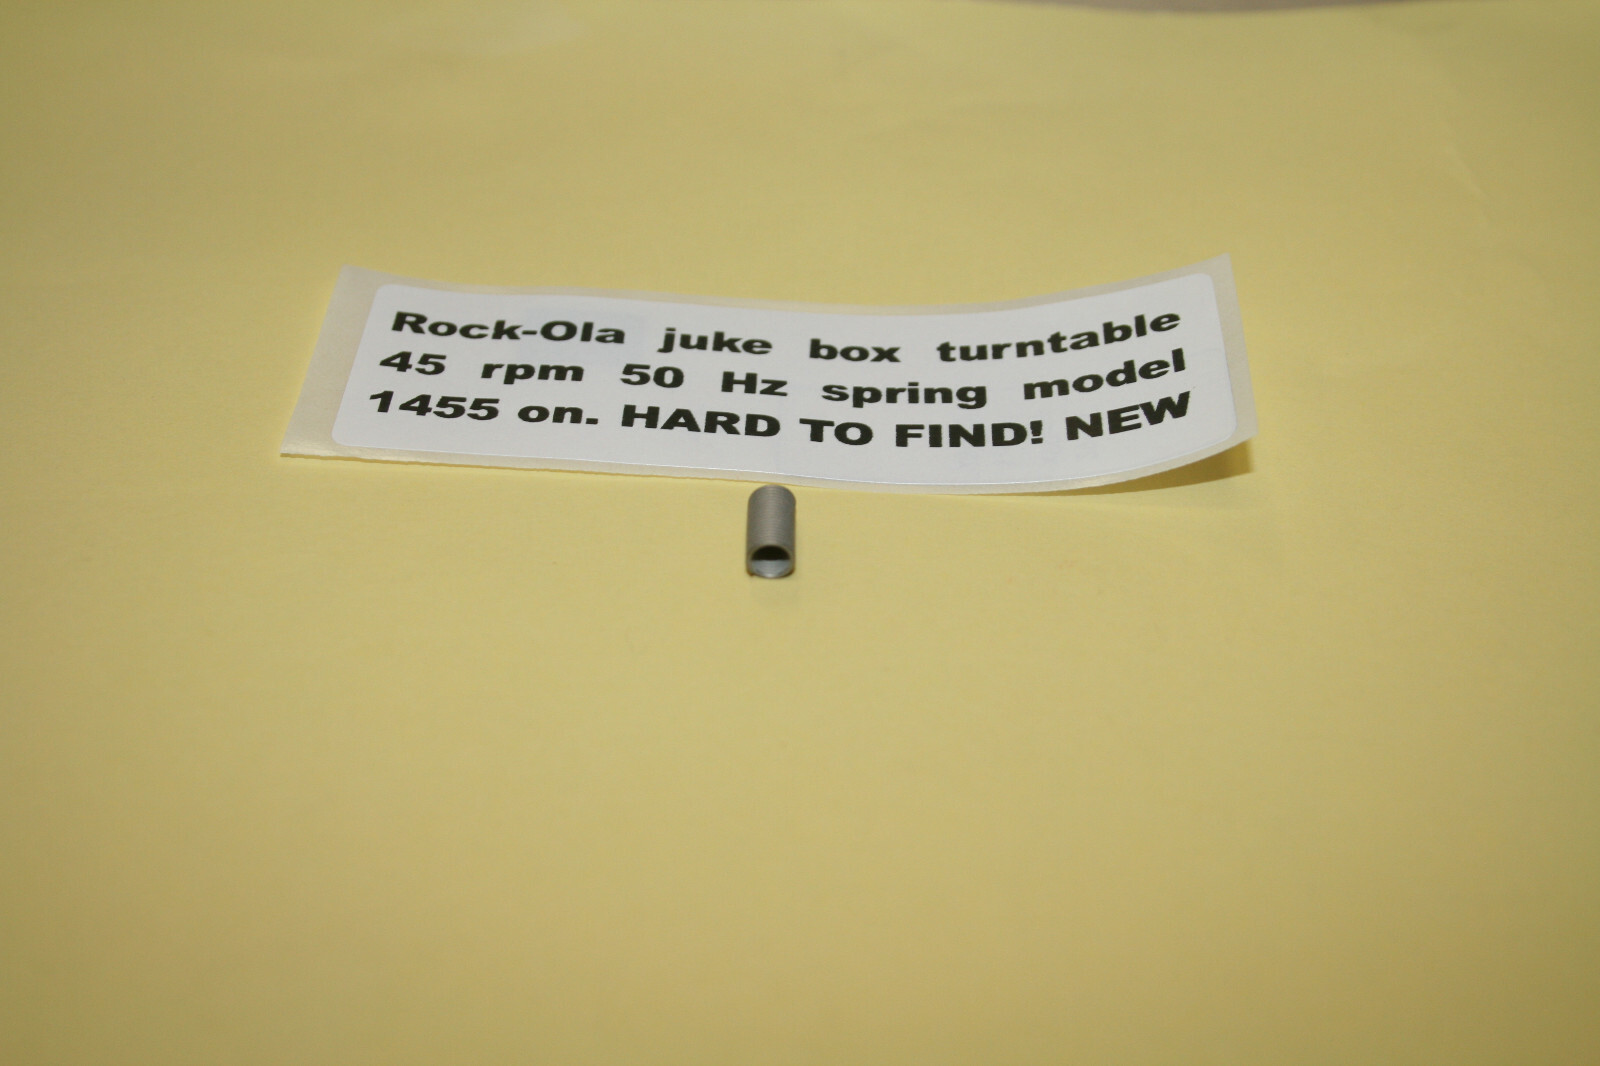 Rock-Ola juke box turntable
45 rpm 50 Hz spring model
1455 on. HARD TO FIND! NEW